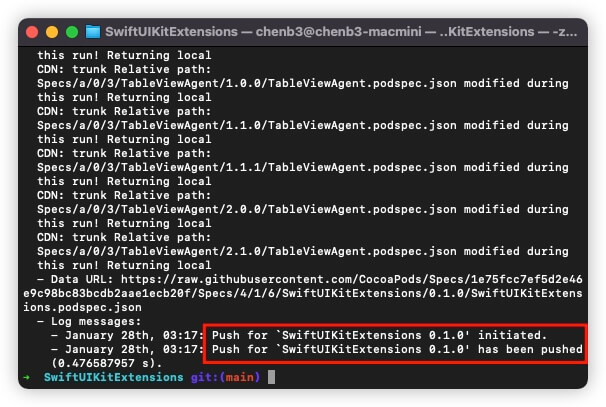 SwiftUIKitExtensions — chenb3@chenb3-macmini — ..KitExtensions — -z...
this run! Returning local
CDN: trunk Relative path:
Specs/a/0/3/TableViewAgent/1.0.0/TableViewAgent.podspec.json modified during
this run! Returning local
CDN: trunk Relative path:
Specs/a/0/3/TableViewAgent/1.1.0/TableViewAgent.podspec.json modified during
this run! Returning local
CDN: trunk Relative path:
Specs/a/0/3/TableViewAgent/1.1.1/TableViewAgent.podspec.json modified during
this run! Returning local
CDN: trunk Relative path:
Specs/a/0/3/TableViewAgent/2.0.0/TableViewAgent.podspec.json modified during
this run! Returning local
CDN: trunk Relative path:
Specs/a/0/3/TableViewAgent/2.1.0/TableViewAgent.podspec.json modified during
this run! Returning local
- Data URL: https://raw.githubusercontent.com/CocoaPods/Specs/1e75fcc7ef5d2e46
e9c98bc83bcdb2aae1ecb20f/Specs/4/1/6/SwiftUIKitExtensions/0.1.0/SwiftUIKitExtens
ions.podspec.json
- Log messages:
- January 28th, 03:17: Push for `SwiftUIKitExtensions 0.1.0' initiated.
- January 28th, 03:17: Push for `SwiftUIKitExtensions 0.1.0' has been pushed
(0.476587957 s).
➜ SwiftUIKitExtensions git:(main)